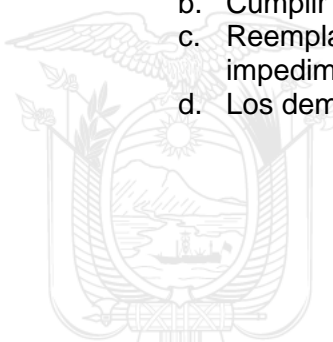 b. Cumplir
c. Reempla
impedim
d. Los dem